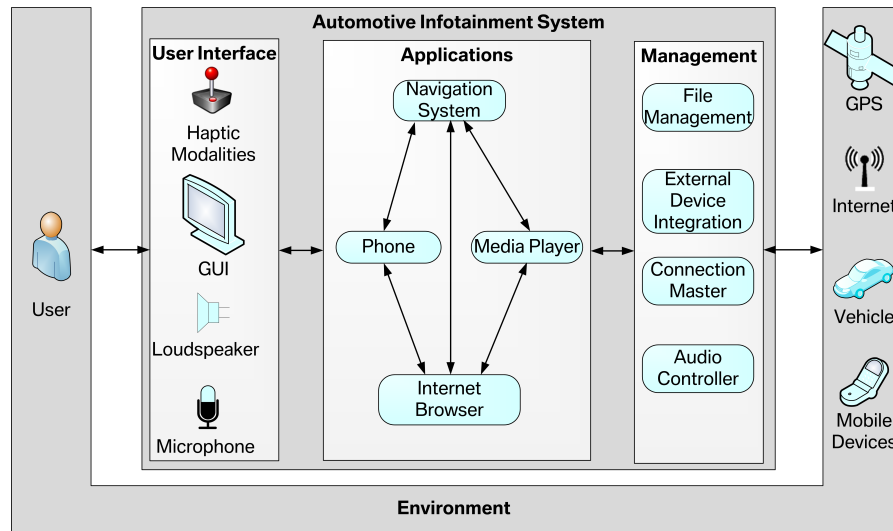 Automotive Infotainment System
User Interface
Haptic
Modalities
GUI
Loudspeaker
Microphone
Applications
Navigation
System
Phone
Media Player
Internet
Browser
Management
File
Management
External
Device
Integration
Connection
Master
Audio
Controller
User
GPS
Internet
Vehicle
Mobile
Devices
Environment